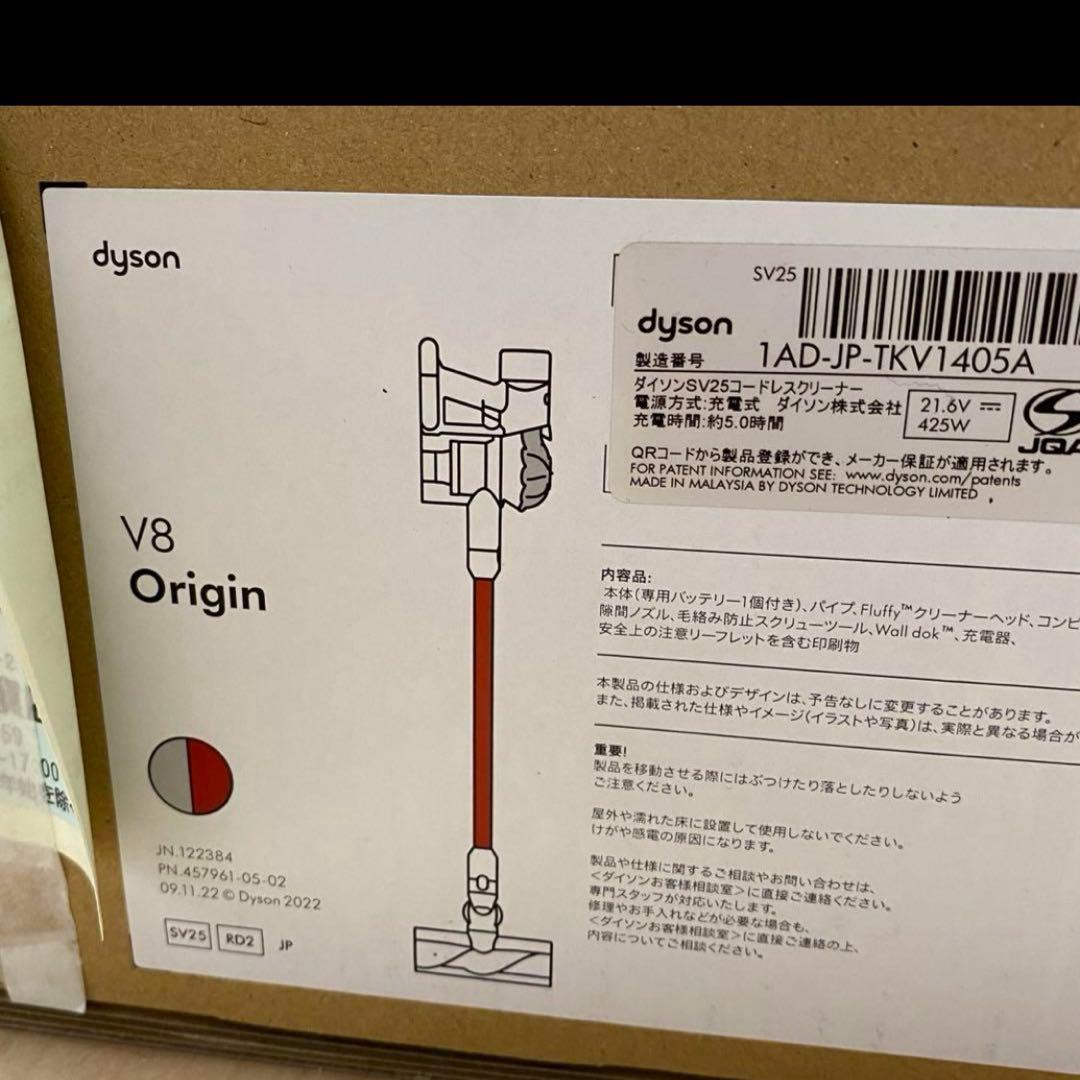 dyson
V8
Origin
JN.122384
PN.457961-05-02
09.11.22 © Dyson 2022
SV25 RD2 JP
SV25
dyson
製造番号 1AD-JP-TKV1405A
ダイソンSV25コードレスクリーナー
電源方式:充電式 ダイソン株式会社
充電時間:約5.0時間
21.6V ⎓
425W
JQA
QRコードから製品登録ができ、メーカー保証が適用されます。
FOR PATENT INFORMATION SEE: www.dyson.com/patents
MADE IN MALAYSIA BY DYSON TECHNOLOGY LIMITED
内容品:
本体(専用バッテリー1個付き)、パイプ、Fluffy™クリーナーヘッド、コンビ
隙間ノズル、毛絡み防止スクリューツール、Wall dok™、充電器、
安全上の注意リーフレットを含む印刷物
本製品の仕様およびデザインは、予告なしに変更することがあります。
また、掲載された仕様やイメージ(イラストや写真)は、実際と異なる場合が
重要!
製品を移動させる際にはぶつけたり落としたりしないよう
ご注意ください。
屋外や濡れた床に設置して使用しないでください。
けがや感電の原因になります。
製品や仕様に関するご相談やお問い合わせは、
<ダイソンお客様相談室>に直接ご連絡ください。
専門スタッフが対応いたします。
修理やお手入れなどが必要な場合も、
<ダイソンお客様相談室>に直接ご連絡の上、
内容についてご相談ください。